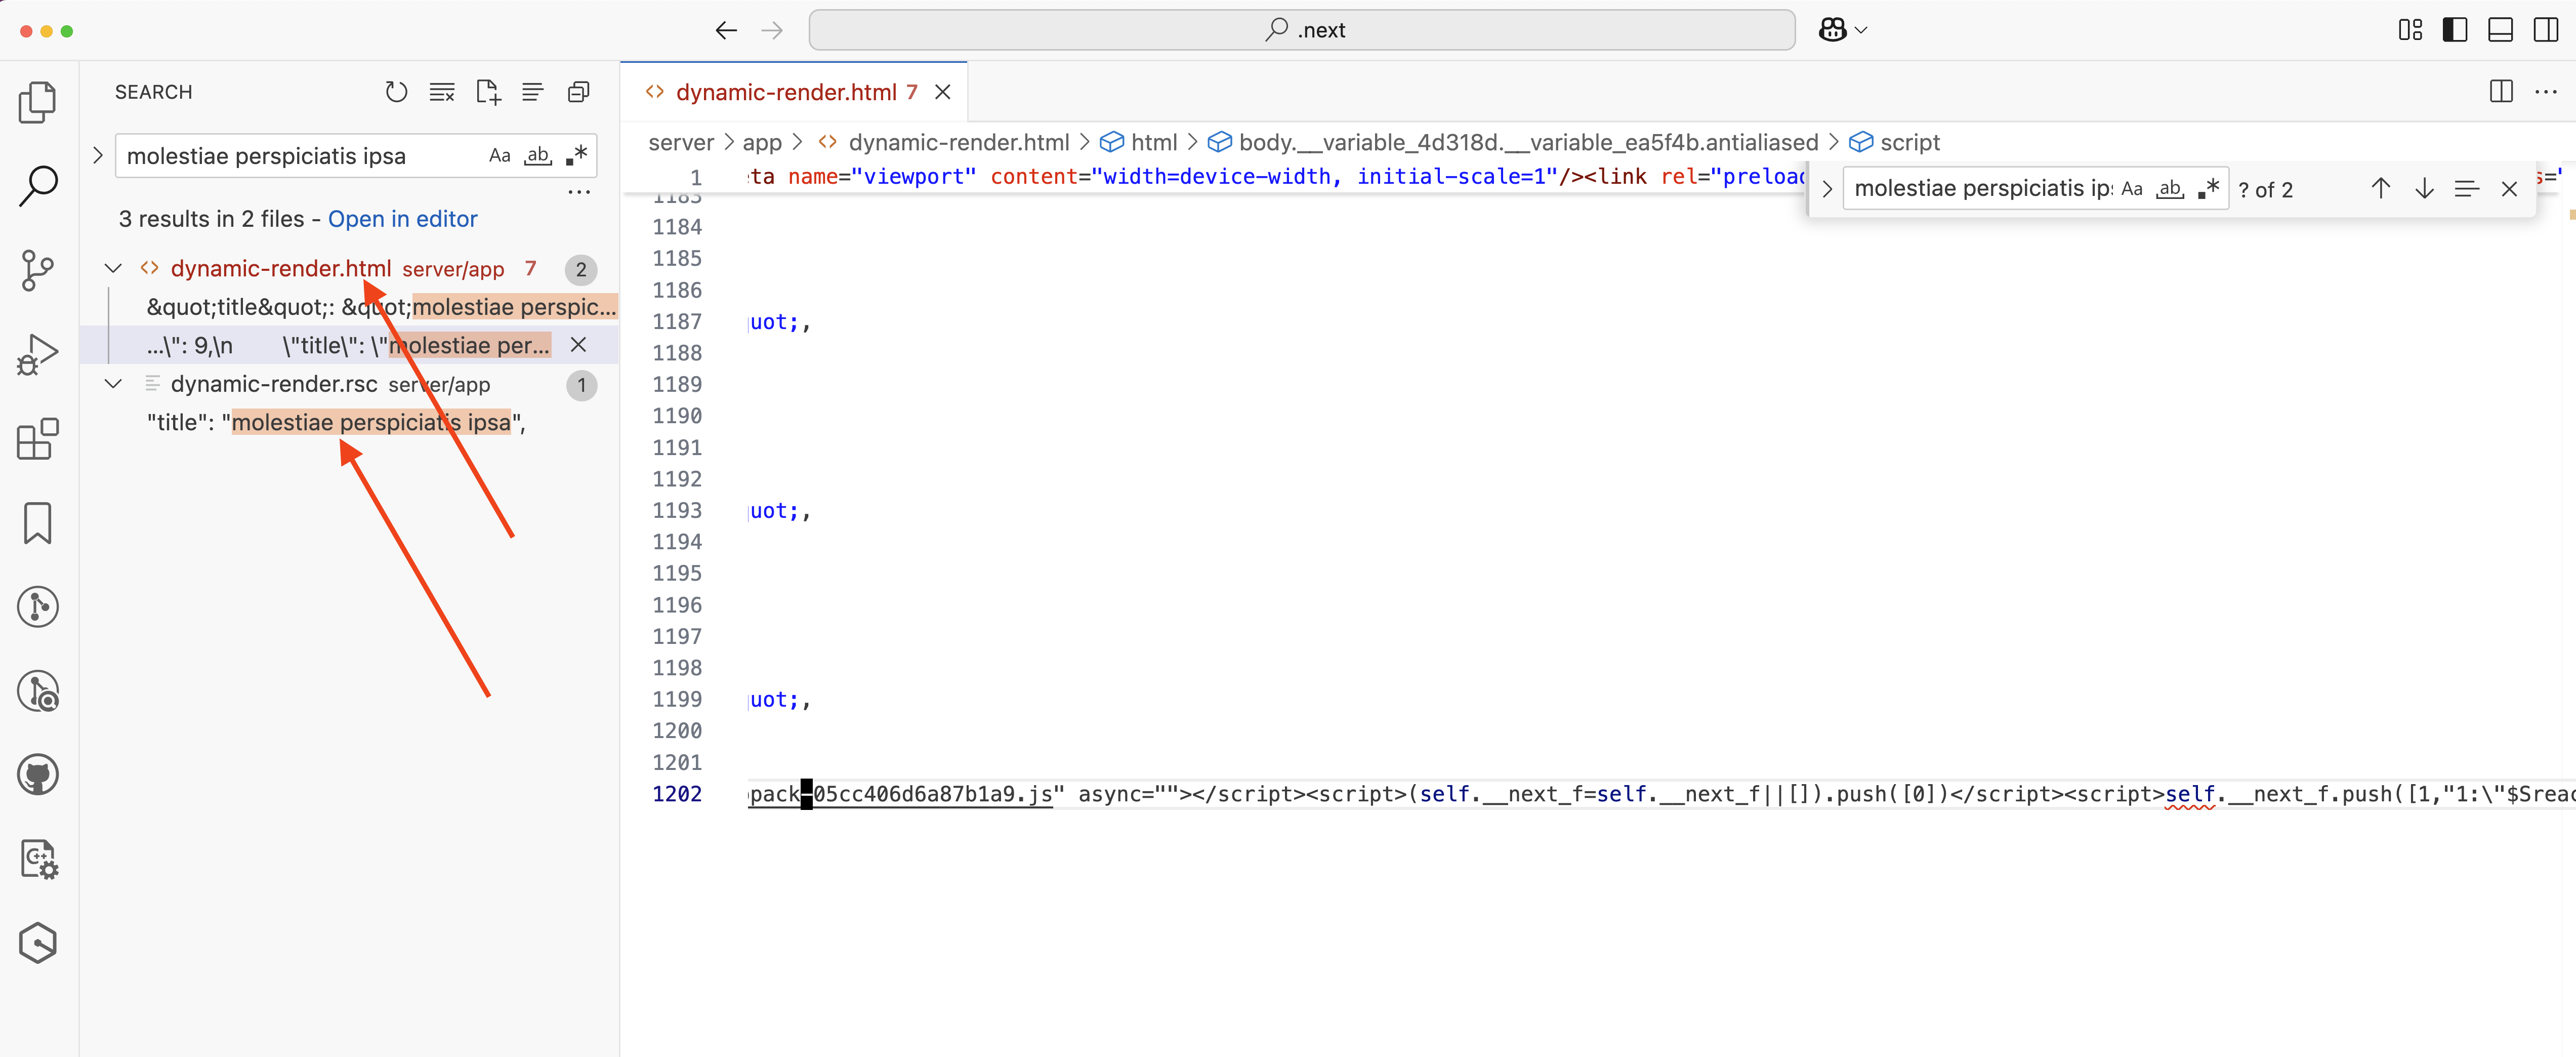 .next
SEARCH
molestiae perspiciatis ipsa Aa ab .*
3 results in 2 files - Open in editor
dynamic-render.html server/app 7 2
&quot;title&quot;: &quot;molestiae perspic...
...\": 9,\n \"title\": \"molestiae per...
dynamic-render.rsc server/app 1
"title": "molestiae perspiciatis ipsa",
dynamic-render.html 7
server > app > dynamic-render.html > html > body.__variable_4d318d.__variable_ea5f4b.antialiased > script
1 ta name="viewport" content="width=device-width, initial-scale=1"/><link rel="preload
molestiae perspiciatis ip Aa ab .* ? of 2
s="
1183
1184
1185
1186
1187 uot;,
1188
1189
1190
1191
1192
1193 uot;,
1194
1195
1196
1197
1198
1199 uot;,
1200
1201
1202 pack-05cc406d6a87b1a9.js" async=""></script><script>(self.__next_f=self.__next_f||[]).push([0])</script><script>self.__next_f.push([1,"1:\"$Sreac